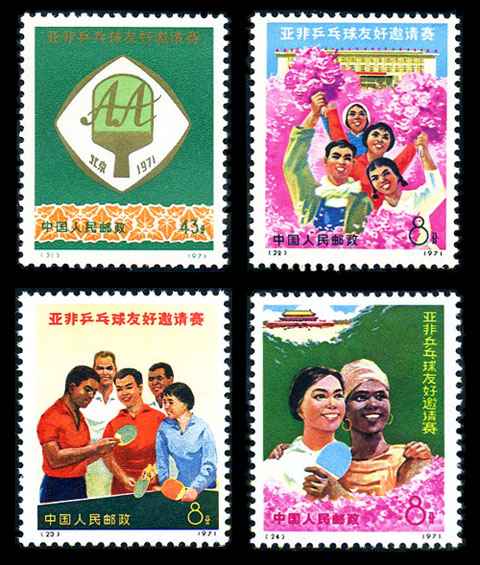 亚非乒乓球友好邀请赛
AA
北京 1971
中国人民邮政 43分
(21) 1971
亚非乒乓球友好邀请赛
中国人民邮政 8分
(22) 1971
亚非乒乓球友好邀请赛
中国人民邮政 8分
(23) 1971
亚非乒乓球友好邀请赛
中国人民邮政 8分
(24) 1971